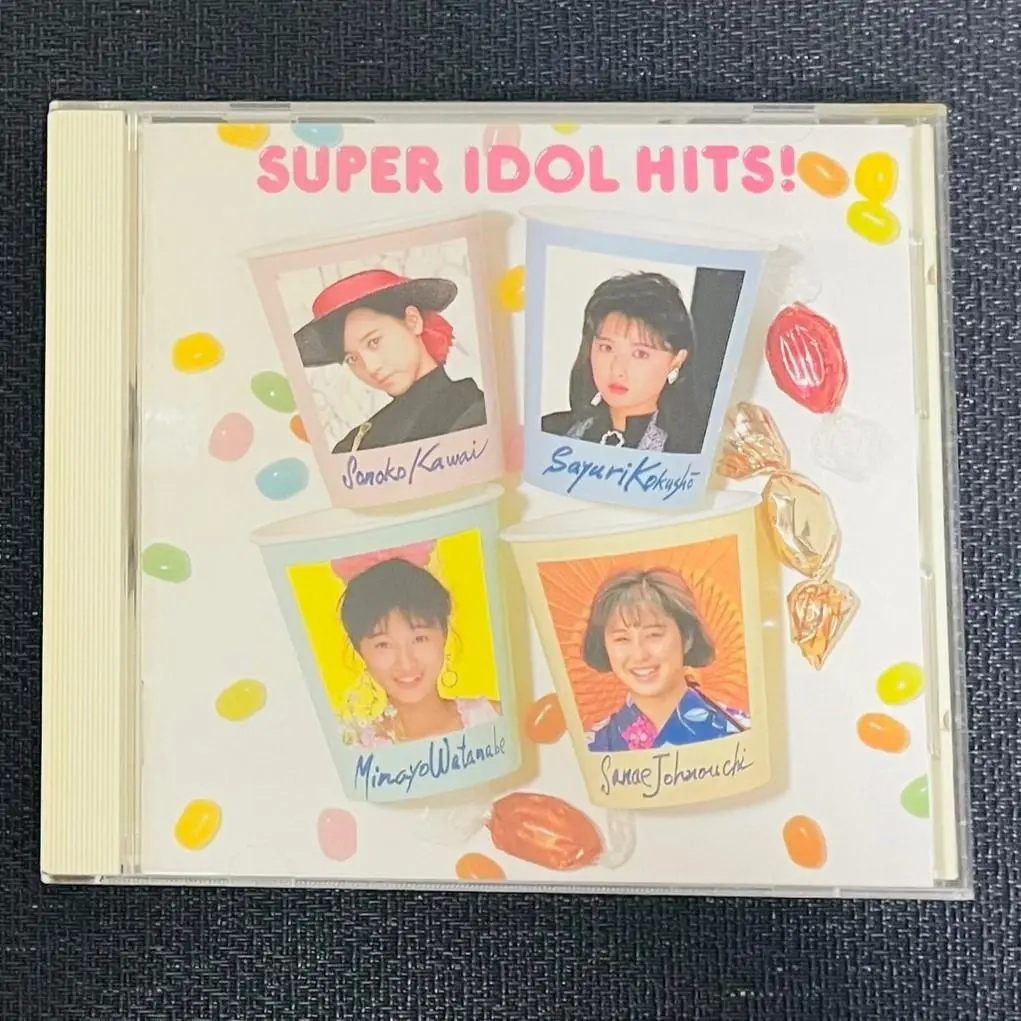 SUPER IDOL HITS!
Sonoko Kawai
Sayuri Kokushō
Minayo Watanabe
Sanae Johnouchi